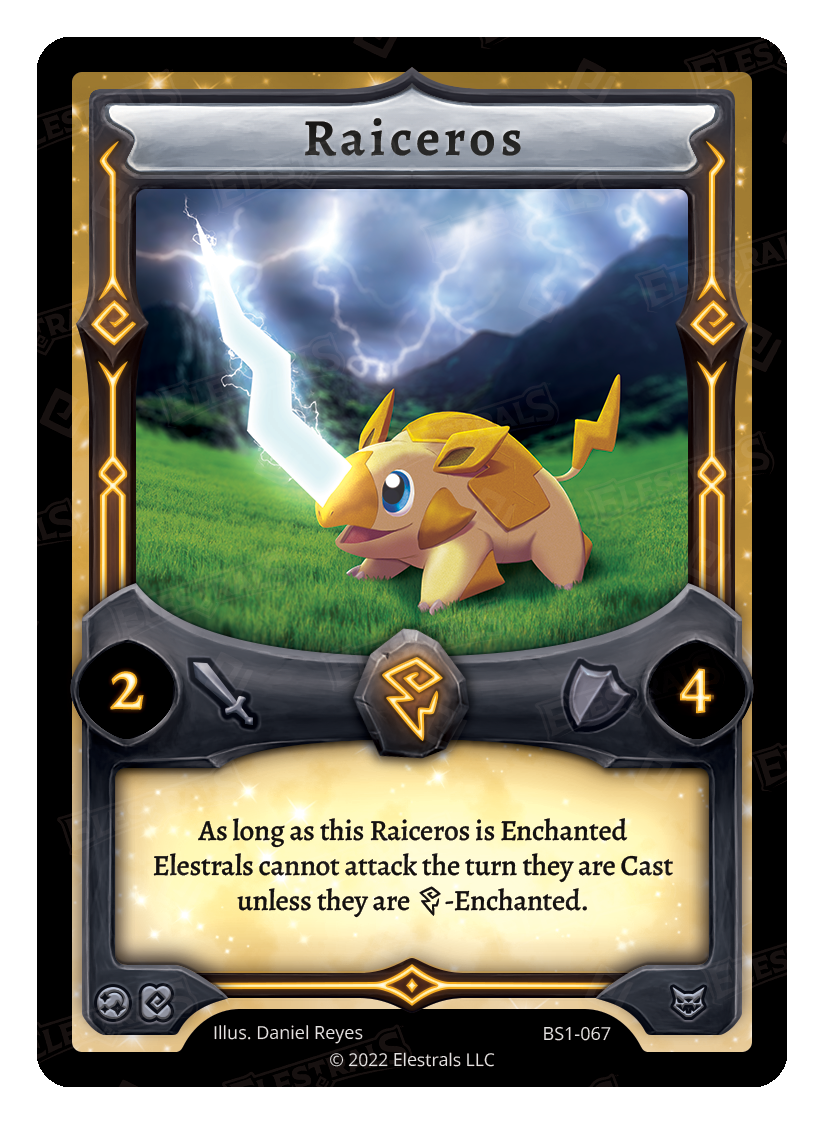 Raiceros
2
4
As long as this Raiceros is Enchanted
Elestrals cannot attack the turn they are Cast
unless they are -Enchanted.
Illus. Daniel Reyes
BS1-067
© 2022 Elestrals LLC